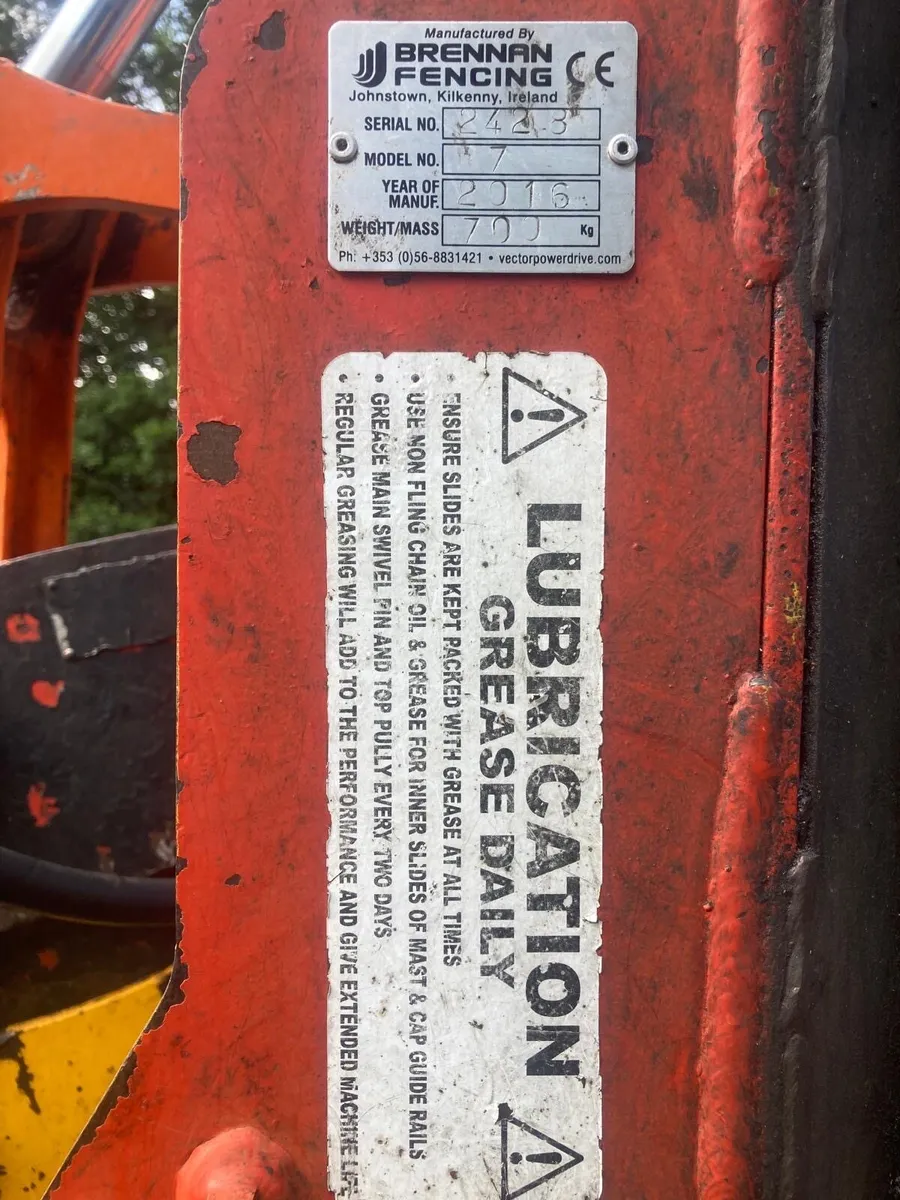 Manufactured By
BRENNAN
FENCING CE
Johnstown, Kilkenny, Ireland
SERIAL NO. 242 3
MODEL NO. 7
YEAR OF
MANUF. 2016
WEIGHT/MASS 700 Kg
Ph: +353 (0)56-8831421 • vectorpowerdrive.com
LUBRICATION
GREASE DAILY
• ENSURE SLIDES ARE KEPT PACKED WITH GREASE AT ALL TIMES
• USE NON FLING CHAIN OIL & GREASE FOR INNER SLIDES OF MAST & CAP GUIDE RAILS
• GREASE MAIN SWIVEL PIN AND TOP PULLY EVERY TWO DAYS
• REGULAR GREASING WILL ADD TO THE PERFORMANCE AND GIVE EXTENDED MACHINE LIFE